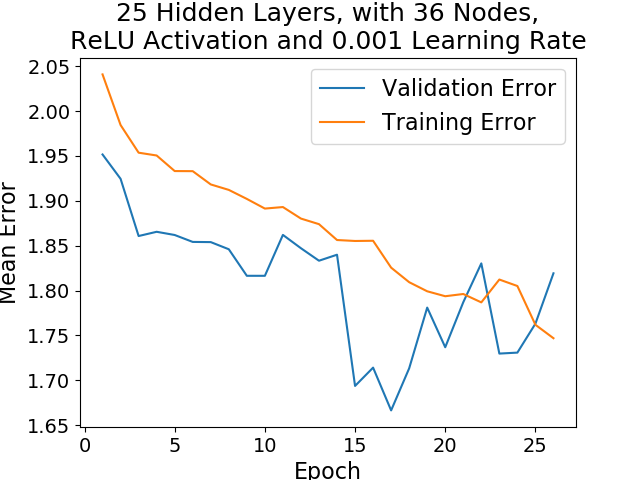 25 Hidden Layers, with 36 Nodes,
ReLU Activation and 0.001 Learning Rate
Validation Error
Training Error
Mean Error
2.05
2.00
1.95
1.90
1.85
1.80
1.75
1.70
1.65
0 5 10 15 20 25
Epoch